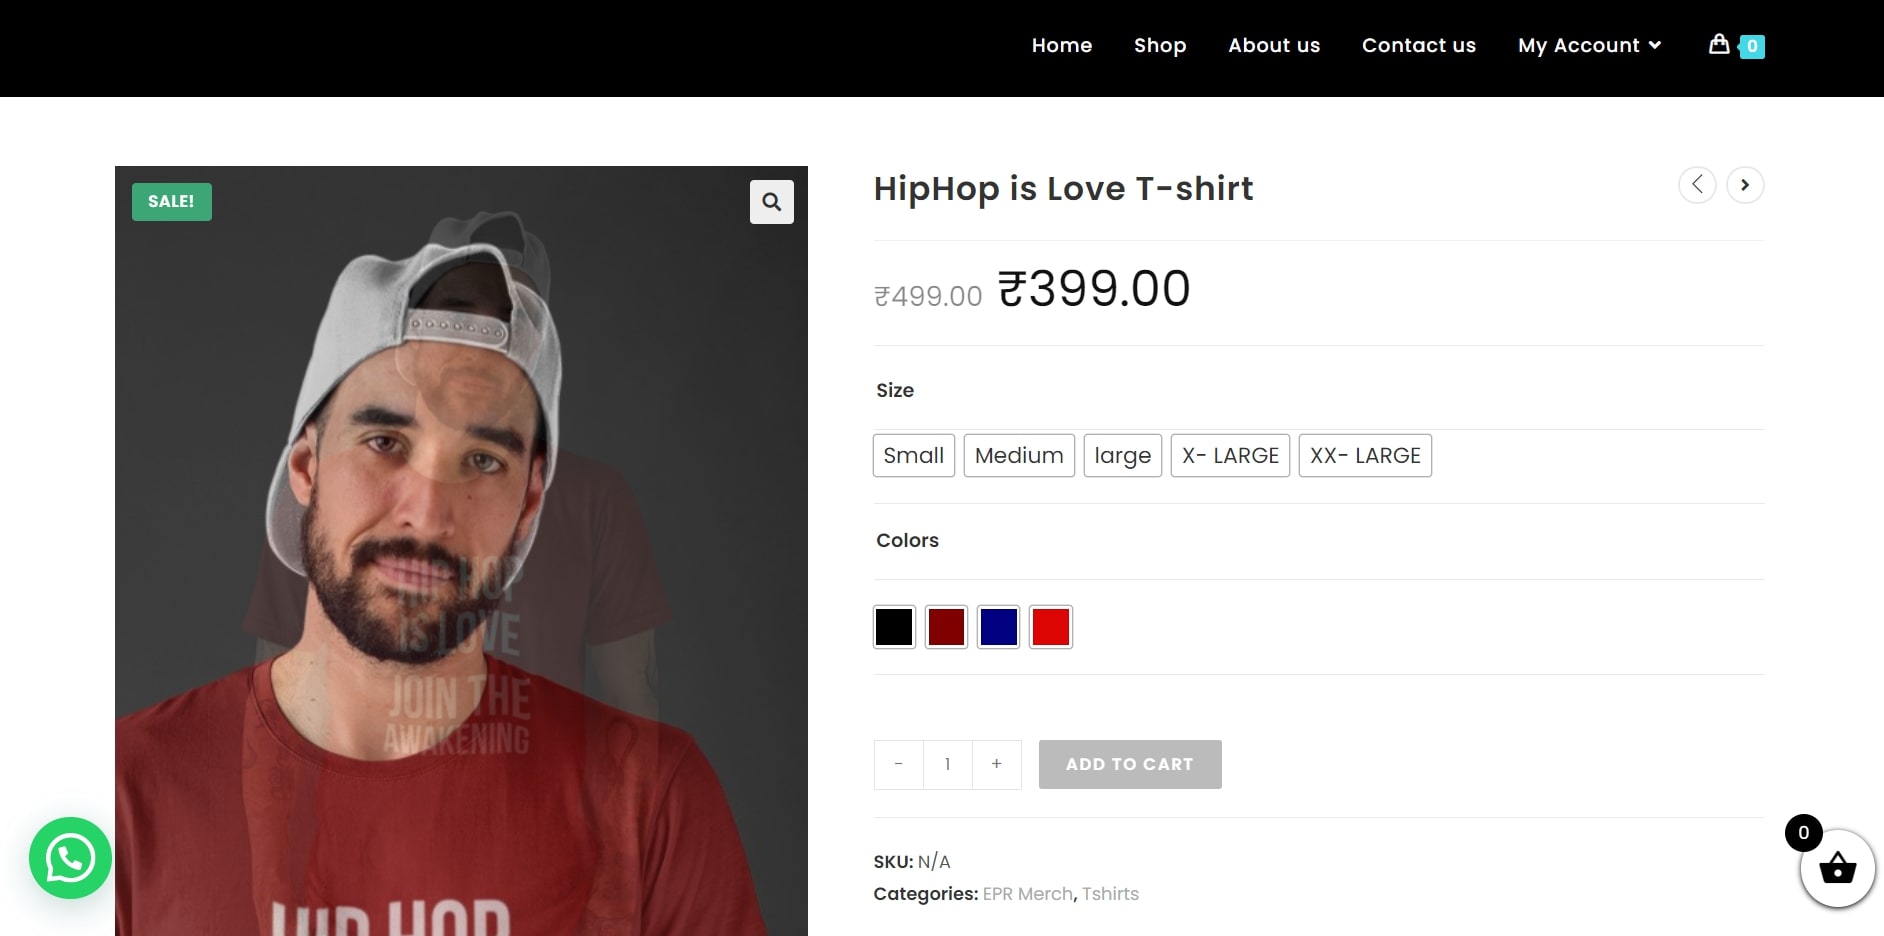 Home Shop About us Contact us My Account 0
SALE!
HipHop is Love T-shirt
₹499.00 ₹399.00
Size
Small Medium large X- LARGE XX- LARGE
Colors
HIP HOP
IS LOVE
JOIN THE
AWAKENING
- 1 + ADD TO CART
SKU: N/A
Categories: EPR Merch, Tshirts
HIP HOP
0